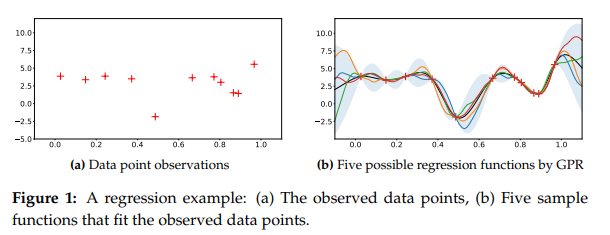 10.0
7.5
5.0
2.5
0.0
−2.5
−5.0
0.0 0.2 0.4 0.6 0.8 1.0
10.0
7.5
5.0
2.5
0.0
−2.5
0.0 0.2 0.4 0.6 0.8 1.0
(a) Data point observations
(b) Five possible regression functions by GPR
Figure 1: A regression example: (a) The observed data points, (b) Five sample
functions that fit the observed data points.